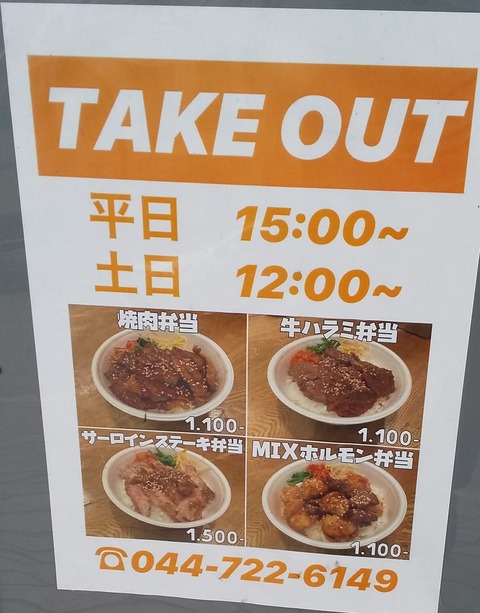 TAKE OUT
平日 15:00~
土日 12:00~
焼肉弁当
1.100-
牛ハラミ弁当
1.100-
サーロインステーキ弁当
1.500-
MIXホルモン弁当
1.100-
☎044-722-6149